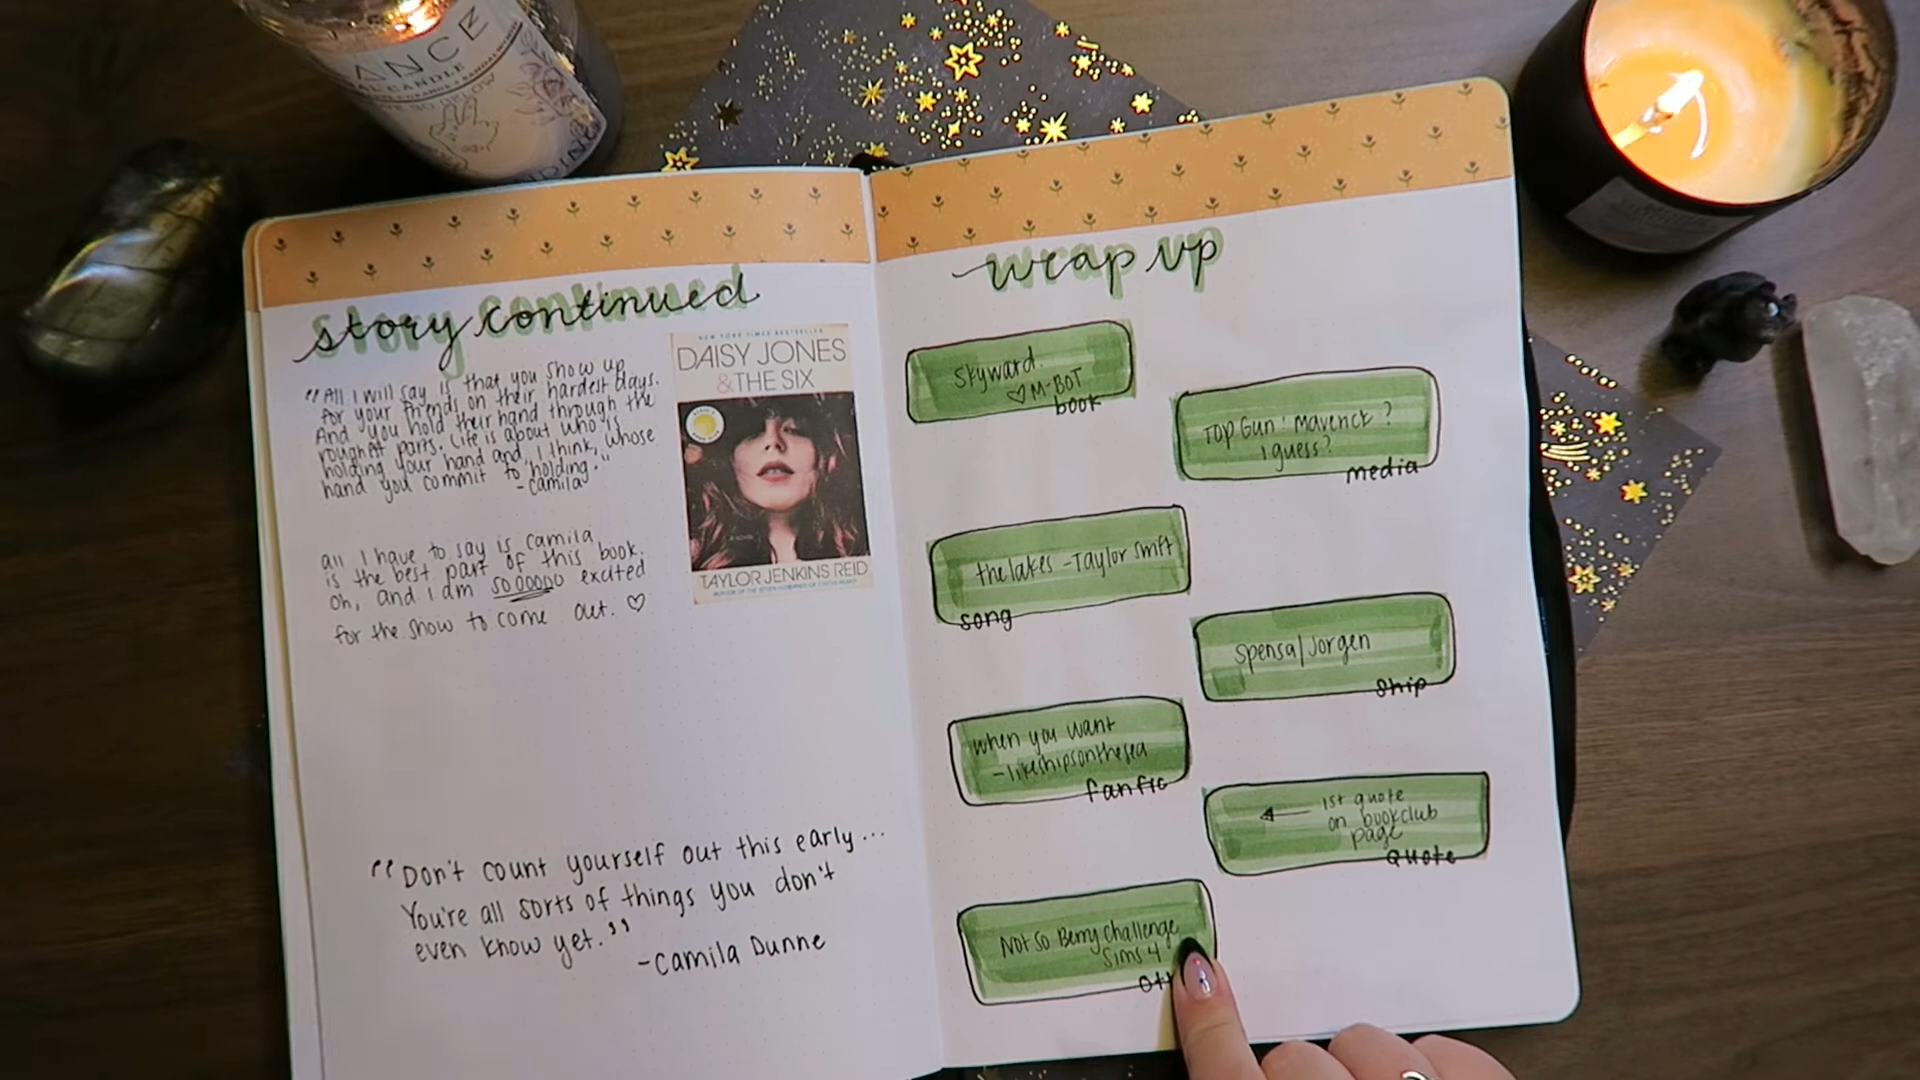 ANCE
CANDLE
story continued
"All I will say is that you show up
for your friends on their hardest days.
And you hold their hand through the
roughest parts. Life is about who is
holding your hand and, I think, whose
hand you commit to holding."
-Camila
all I have to say is Camila
is the best part of this book.
Oh, and I am sooooo excited
for the show to come out. ♡
NEW YORK TIMES BESTSELLER
DAISY JONES
& THE SIX
TAYLOR JENKINS REID
"Don't count yourself out this early...
You're all sorts of things you don't
even know yet."
-Camila Dunne
wrap up
Skyward.
♡ M-BOT
book
Top Gun: Maverick?
I guess?
media
the lakes - Taylor Swift
song
Spensa/Jorgen
ship
when you want
-likeshipsonthesea
fanfic
1st quote
on bookclub
page
quote
Not So Berry challenge
Sims 4